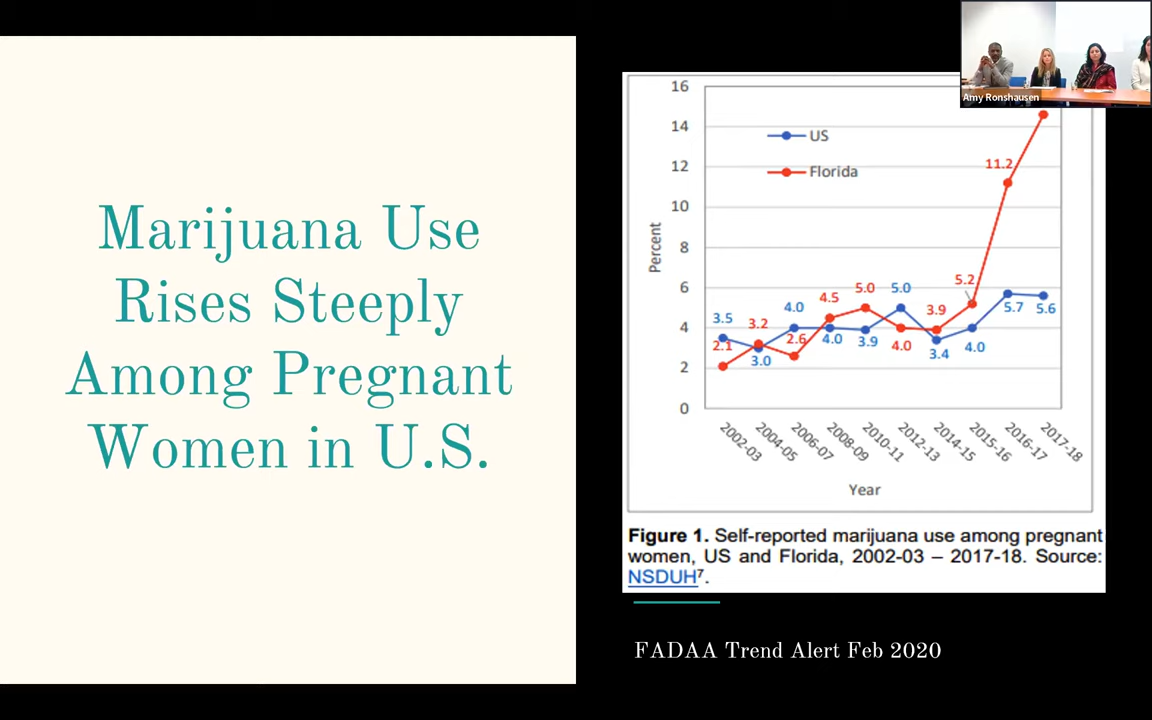 Marijuana Use
Rises Steeply
Among Pregnant
Women in U.S.
Amy Ronshausen
16
14
12
10
8
6
4
2
0
Percent
US
Florida
3.5
2.1
3.2
3.0
4.0
2.6
4.5
4.0
5.0
3.9
5.0
4.0
3.9
3.4
5.2
4.0
11.2
5.7
5.6
2002-03
2004-05
2006-07
2008-09
2010-11
2012-13
2014-15
2015-16
2016-17
2017-18
Year
Figure 1. Self-reported marijuana use among pregnant
women, US and Florida, 2002-03 – 2017-18. Source:
NSDUH⁷.
FADAA Trend Alert Feb 2020